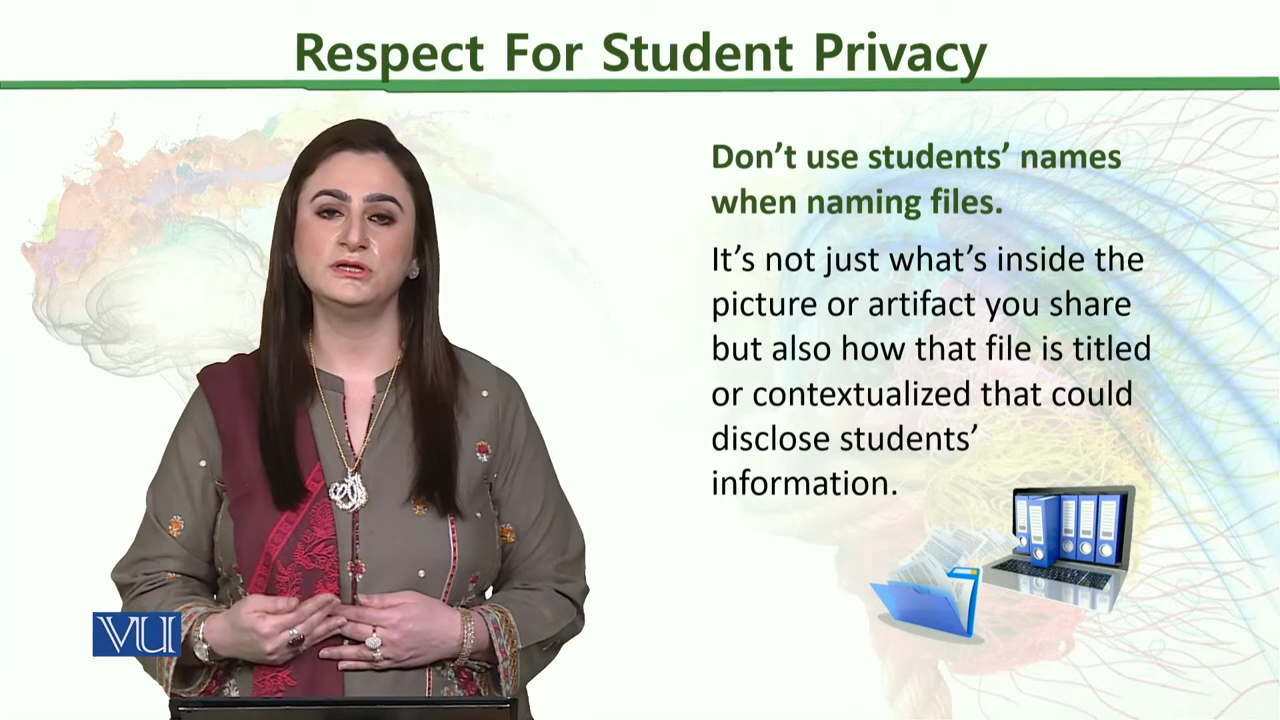 Respect For Student Privacy
Don’t use students’ names
when naming files.
It’s not just what’s inside the
picture or artifact you share
but also how that file is titled
or contextualized that could
disclose students’
information.
VU